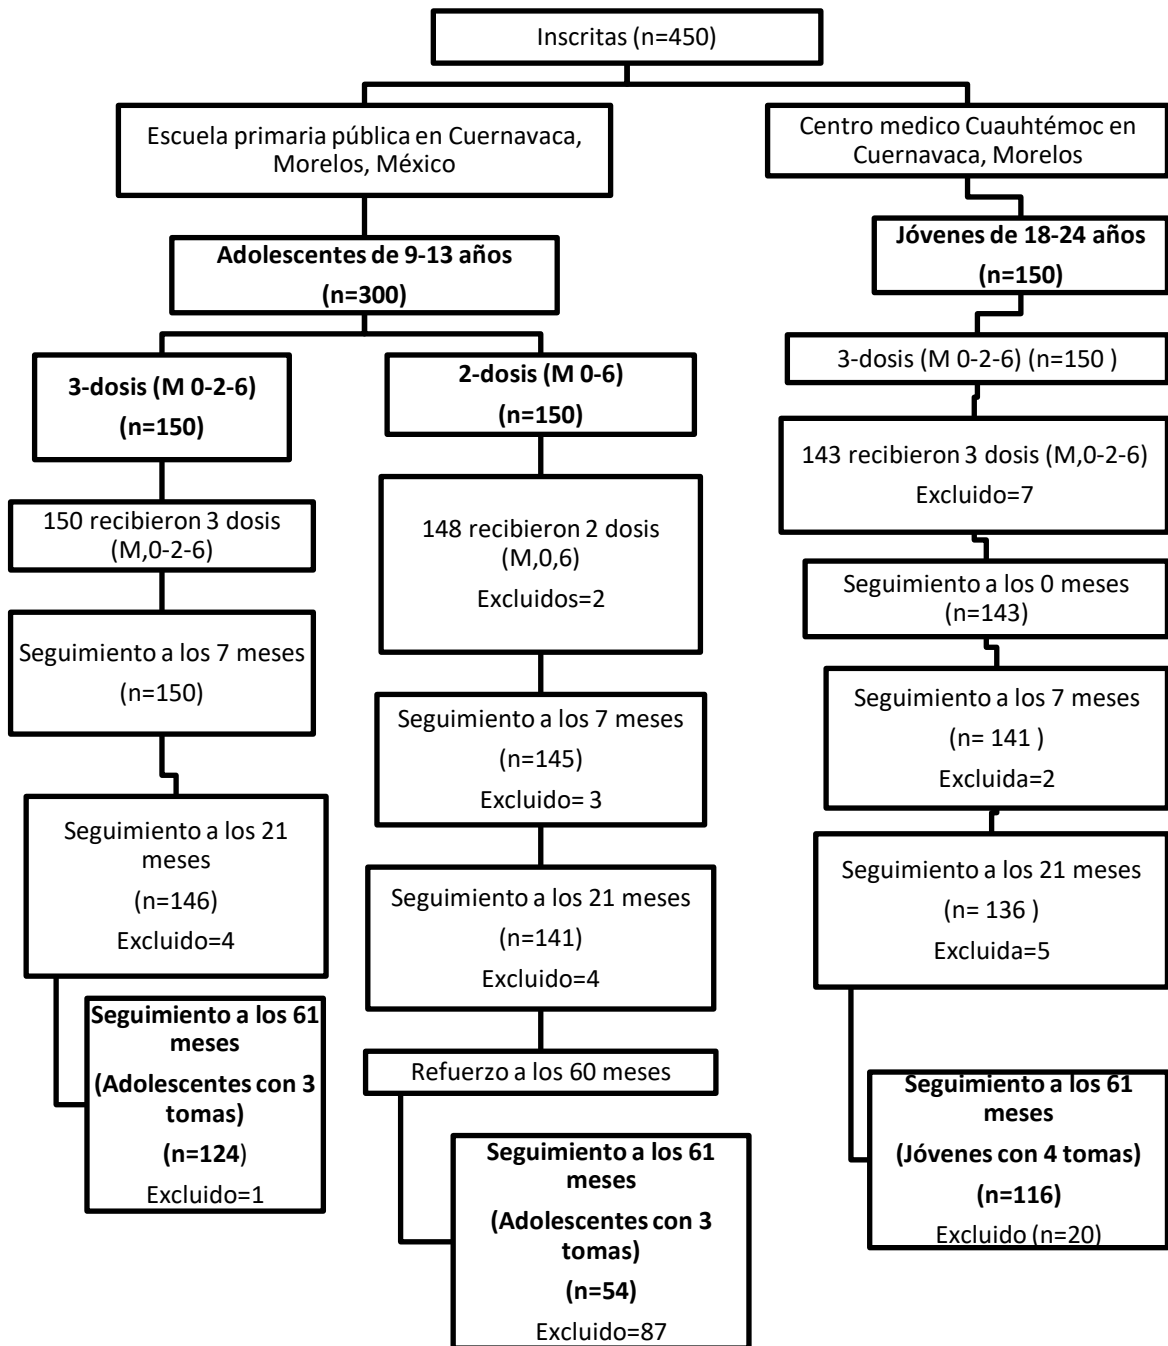 Inscritas (n=450)
Escuela primaria pública en Cuernavaca,
Morelos, México
Adolescentes de 9-13 años
(n=300)
3-dosis (M 0-2-6)
(n=150)
150 recibieron 3 dosis
(M,0-2-6)
Seguimiento a los 7 meses
(n=150)
Seguimiento a los 21
meses
(n=146)
Excluido=4
Seguimiento a los 61
meses
(Adolescentes con 3
tomas)
(n=124)
Excluido=1
2-dosis (M 0-6)
(n=150)
148 recibieron 2 dosis
(M,0,6)
Excluidos=2
Seguimiento a los 7 meses
(n=145)
Excluido= 3
Seguimiento a los 21 meses
(n=141)
Excluido=4
Refuerzo a los 60 meses
Seguimiento a los 61
meses
(Adolescentes con 3
tomas)
(n=54)
Excluido=87
Centro medico Cuauhtémoc en
Cuernavaca, Morelos
Jóvenes de 18-24 años
(n=150)
3-dosis (M 0-2-6) (n=150 )
143 recibieron 3 dosis (M,0-2-6)
Excluido=7
Seguimiento a los 0 meses
(n=143)
Seguimiento a los 7 meses
(n= 141 )
Excluida=2
Seguimiento a los 21 meses
(n= 136 )
Excluida=5
Seguimiento a los 61
meses
(Jóvenes con 4 tomas)
(n=116)
Excluido (n=20)